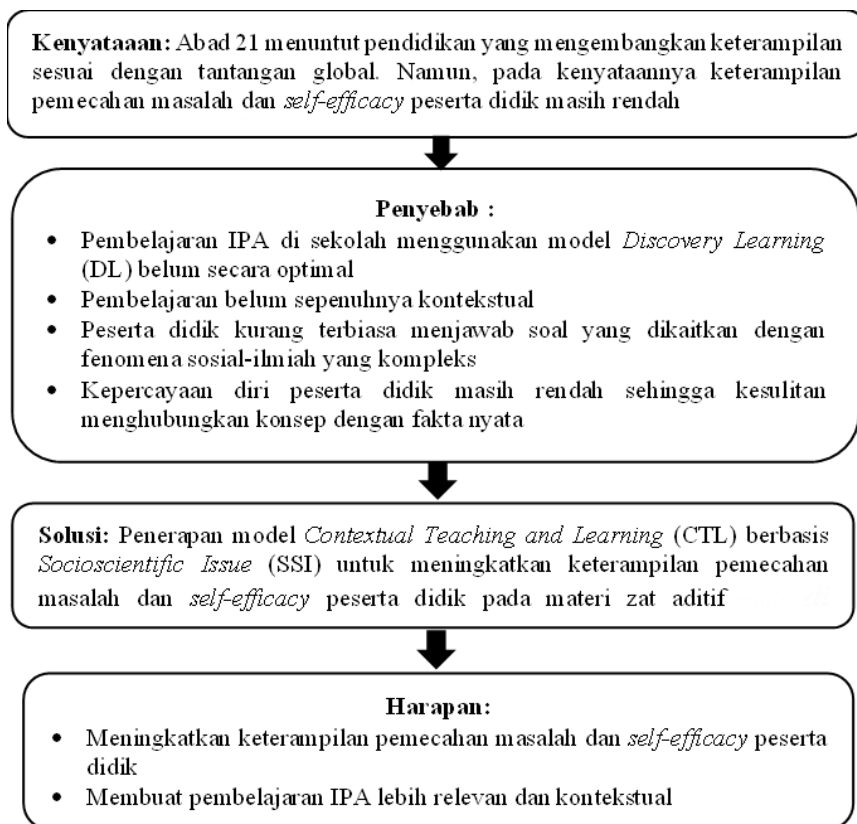 Kenyataaan: Abad 21 menuntut pendidikan yang mengembangkan keterampilan
sesuai dengan tantangan global. Namun, pada kenyataannya keterampilan
pemecahan masalah dan self-efficacy peserta didik masih rendah
Penyebab :
• Pembelajaran IPA di sekolah menggunakan model Discovery Learning
(DL) belum secara optimal
• Pembelajaran belum sepenuhnya kontekstual
• Peserta didik kurang terbiasa menjawab soal yang dikaitkan dengan
fenomena sosial-ilmiah yang kompleks
• Kepercayaan diri peserta didik masih rendah sehingga kesulitan
menghubungkan konsep dengan fakta nyata
Solusi: Penerapan model Contextual Teaching and Learning (CTL) berbasis
Socioscientific Issue (SSI) untuk meningkatkan keterampilan pemecahan
masalah dan self-efficacy peserta didik pada materi zat aditif
Harapan:
• Meningkatkan keterampilan pemecahan masalah dan self-efficacy peserta
didik
• Membuat pembelajaran IPA lebih relevan dan kontekstual